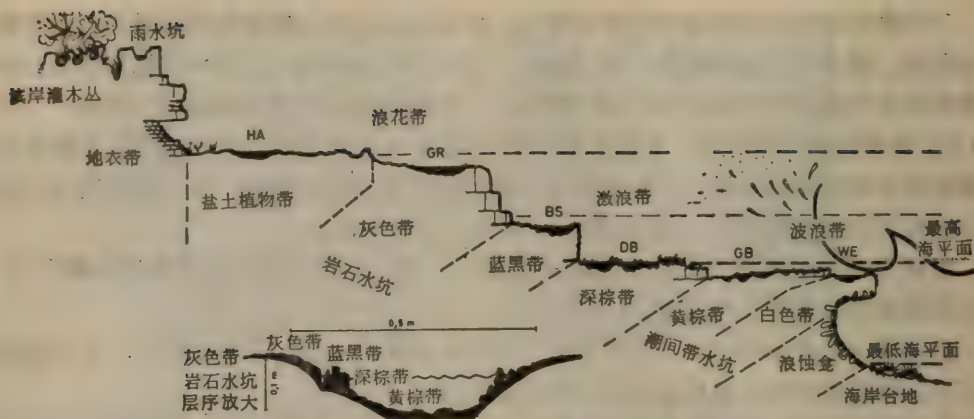 雨水坑
滨岸灌木丛
浪花带
HA
GR
地衣带
盐土植物带
激浪带
灰色带
BS
波浪带
最高
海平面
岩石水坑
蓝黑带
DB
GB
WE
深棕带
黄棕带
白色带
潮间带水坑
浪蚀龛
最低海平面
海岸台地
0,5 m
灰色带
灰色带
蓝黑带
岩石水坑
层序放大
深棕带
黄棕带
0,1 m